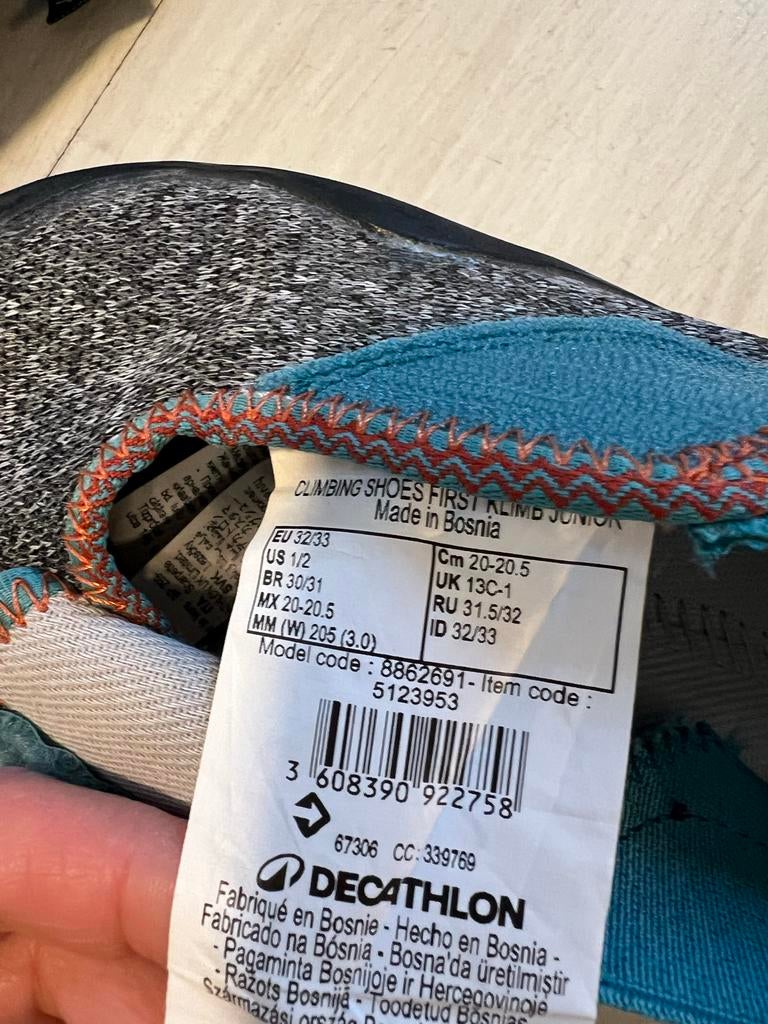 CLIMBING SHOES FIRST KLIMB JUNIOR
Made in Bosnia
EU 32/33
US 1/2
BR 30/31
MX 20-20.5
MM (W) 205 (3.0)
Cm 20-20.5
UK 13C-1
RU 31.5/32
ID 32/33
Model code : 8862691- Item code :
5123953
3 608390 922758
67306 CC:339769
DECATHLON
Fabriqué en Bosnie - Hecho en Bosnia -
Fabricado na Bósnia - Bosna'da üretilmiştir
- Pagaminta Bosnijoje ir Hercegovinoje
- Ražots Bosnijā - Toodetud Bosnias
Származási ország